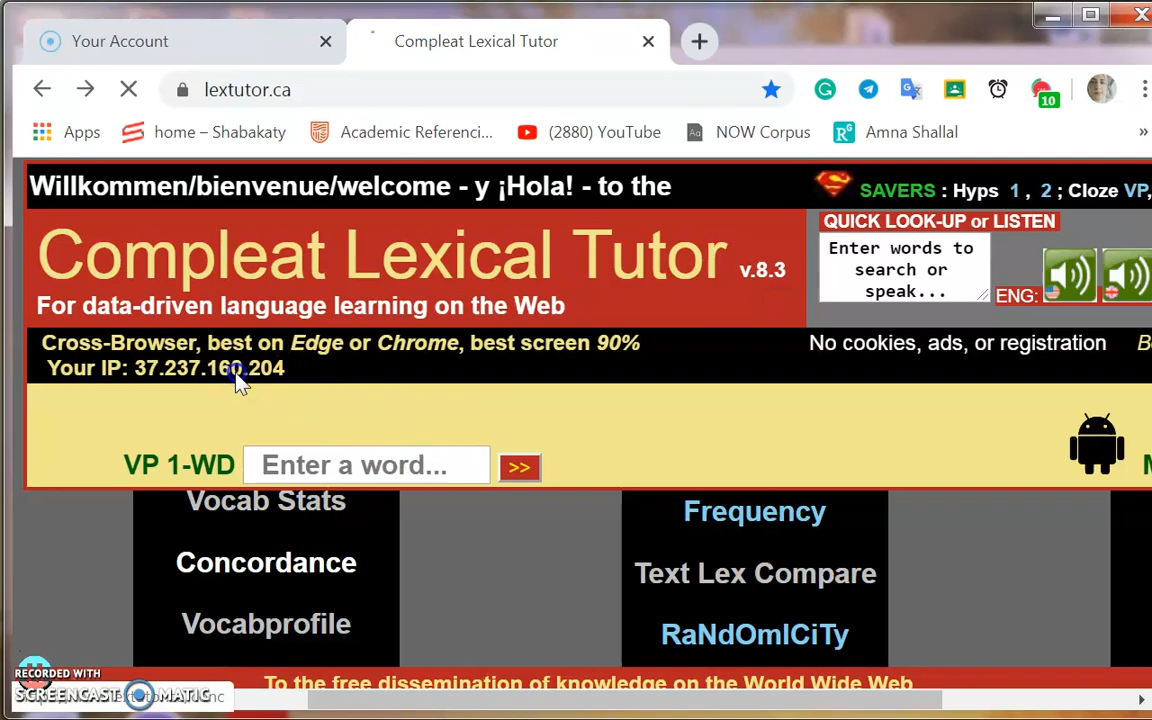 Your Account
Compleat Lexical Tutor
lextutor.ca
10
Apps
home – Shabakaty
Academic Referenci...
(2880) YouTube
Aa
NOW Corpus
Amna Shallal
Willkommen/bienvenue/welcome - y ¡Hola! - to the
SAVERS : Hyps 1 , 2 ; Cloze VP,
Compleat Lexical Tutor v.8.3
For data-driven language learning on the Web
QUICK LOOK-UP or LISTEN
Enter words to
search or
speak...
ENG:
Cross-Browser, best on Edge or Chrome, best screen 90%
No cookies, ads, or registration
Your IP: 37.237.160.204
VP 1-WD
Enter a word...
>>
Vocab Stats
Frequency
Concordance
Text Lex Compare
Vocabprofile
RaNdOmICiTy
To the free dissemination of knowledge on the World Wide Web
RECORDED WITH
SCREENCAST MATIC